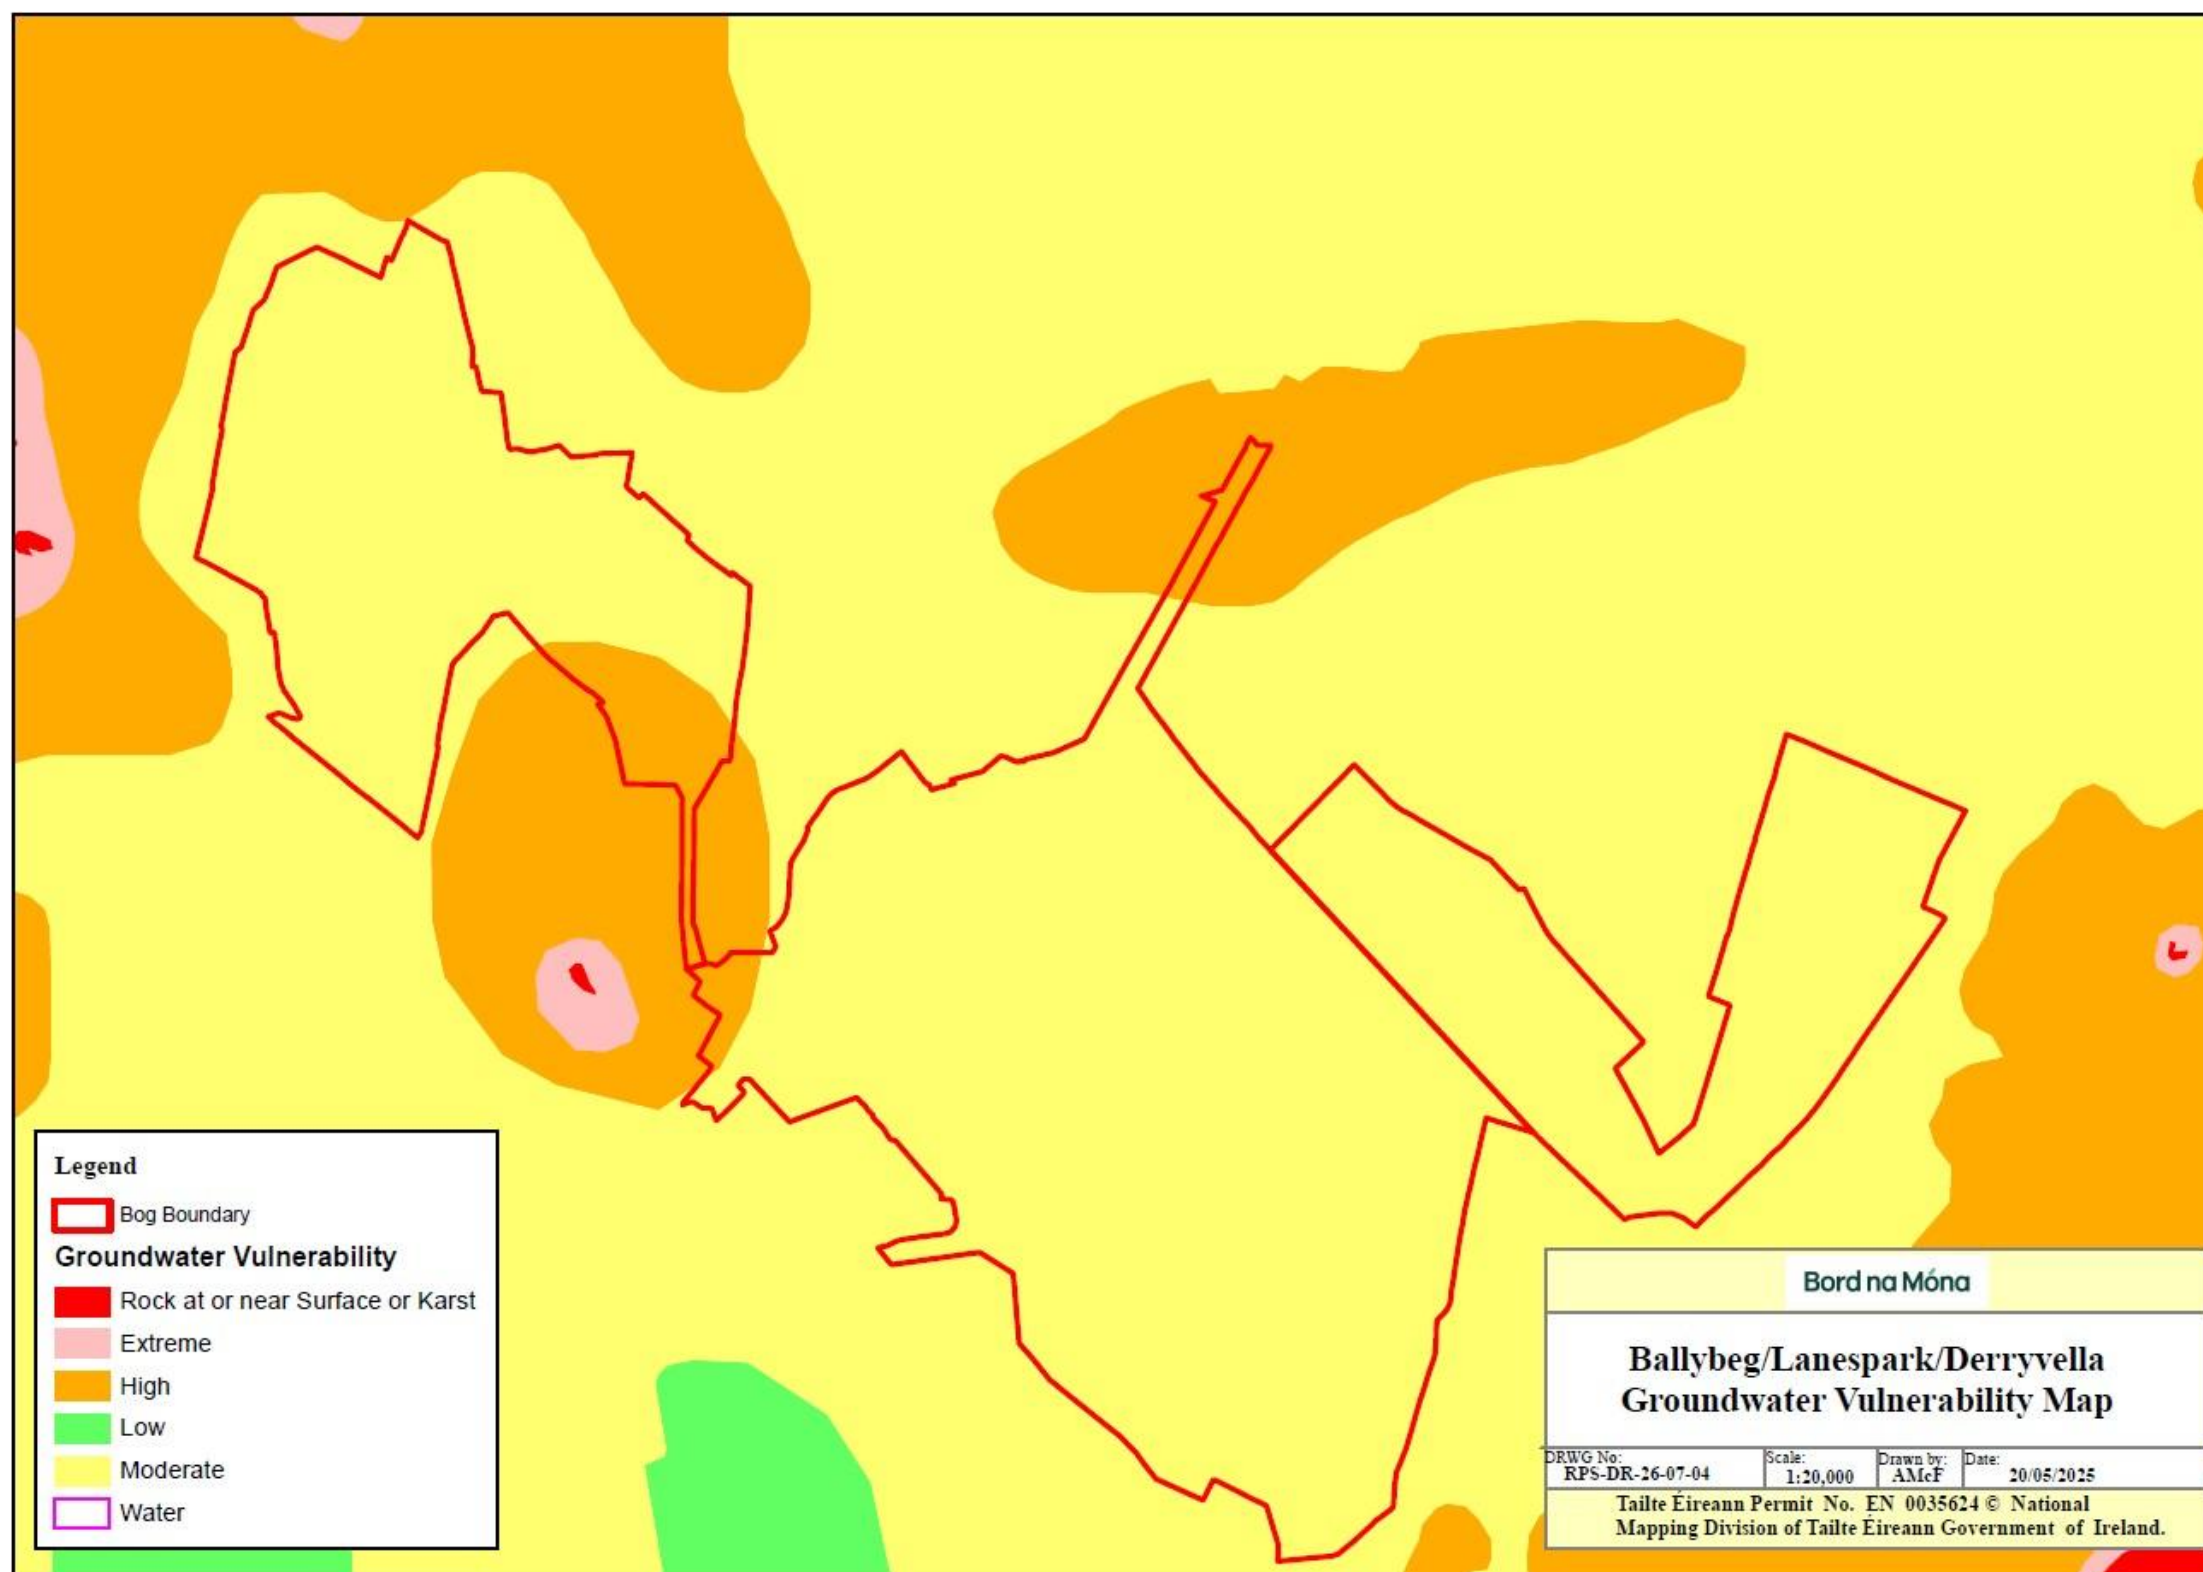 Legend
Bog Boundary
Groundwater Vulnerability
Rock at or near Surface or Karst
Extreme
High
Low
Moderate
Water
Bord na Móna
Ballybeg/Lanespark/Derryvella
Groundwater Vulnerability Map
DRWG No:
RPS-DR-26-07-04
Scale:
1:20,000
Drawn by:
AMcF
Date:
20/05/2025
Tailte Éireann Permit No. EN 0035624 © National
Mapping Division of Tailte Éireann Government of Ireland.